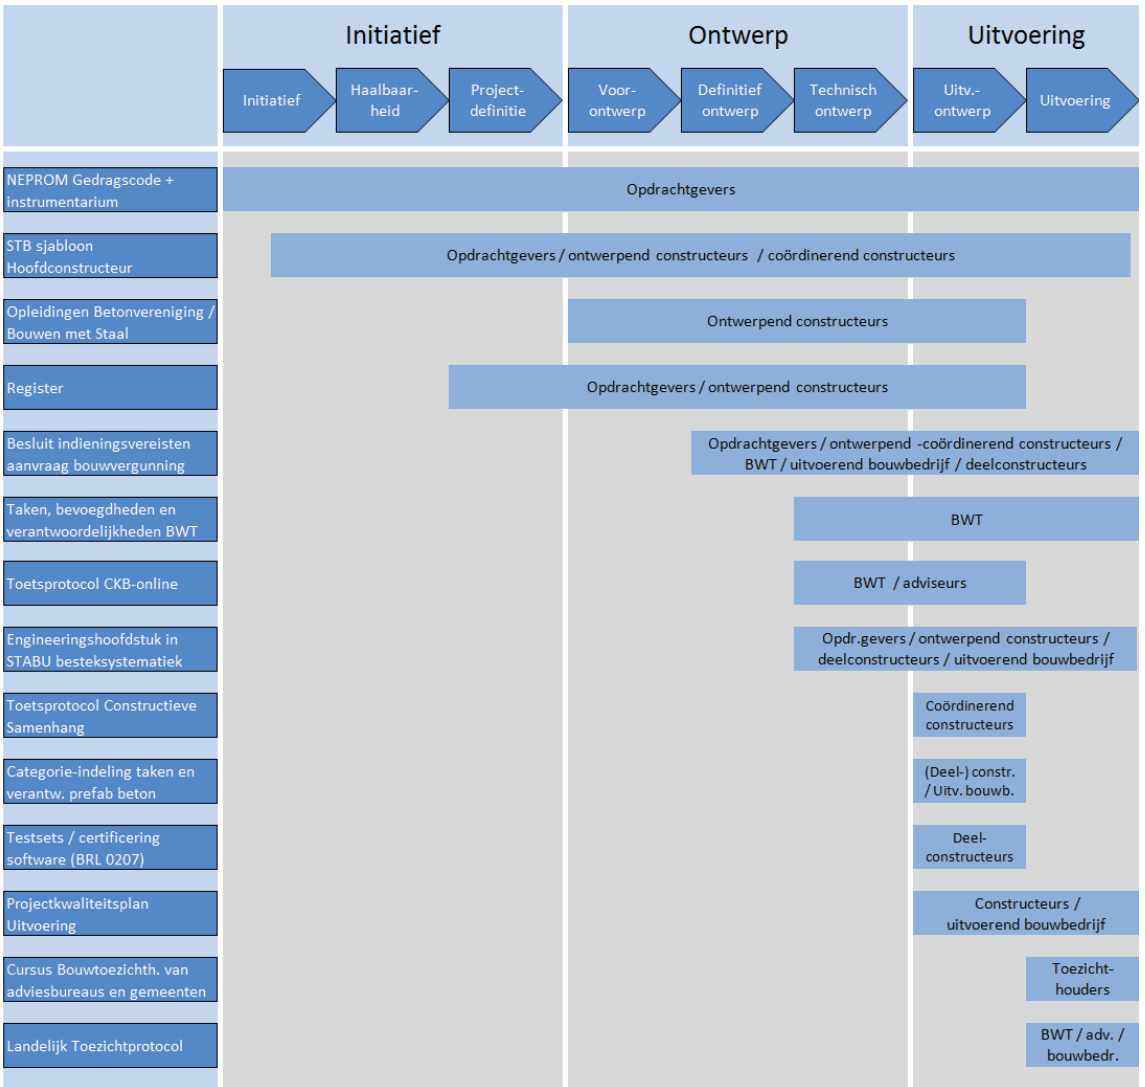 Initiatief
Ontwerp
Uitvoering
Initiatief
Haalbaar-
heid
Project-
definitie
Voor-
ontwerp
Definitief
ontwerp
Technisch
ontwerp
Uitv.-
ontwerp
Uitvoering
NEPROM Gedragscode +
instrumentarium
Opdrachtgevers
STB sjabloon
Hoofdconstructeur
Opdrachtgevers / ontwerpend constructeurs / coördinerend constructeurs
Opleidingen Betonvereniging /
Bouwen met Staal
Ontwerpend constructeurs
Register
Opdrachtgevers / ontwerpend constructeurs
Besluit indieningsvereisten
aanvraag bouwvergunning
Opdrachtgevers / ontwerpend -coördinerend constructeurs /
BWT / uitvoerend bouwbedrijf / deelconstructeurs
Taken, bevoegdheden en
verantwoordelijkheden BWT
BWT
Toetsprotocol CKB-online
BWT / adviseurs
Engineeringshoofdstuk in
STABU besteksystematiek
Opdr.gevers / ontwerpend constructeurs /
deelconstructeurs / uitvoerend bouwbedrijf
Toetsprotocol Constructieve
Samenhang
Coördinerend
constructeurs
Categorie-indeling taken en
verantw. prefab beton
(Deel-) constr.
/ Uitv. bouwb.
Testsets / certificering
software (BRL 0207)
Deel-
constructeurs
Projectkwaliteitsplan
Uitvoering
Constructeurs /
uitvoerend bouwbedrijf
Cursus Bouwtoezichth. van
adviesbureaus en gemeenten
Toezicht-
houders
Landelijk Toezichtprotocol
BWT / adv. /
bouwbedr.